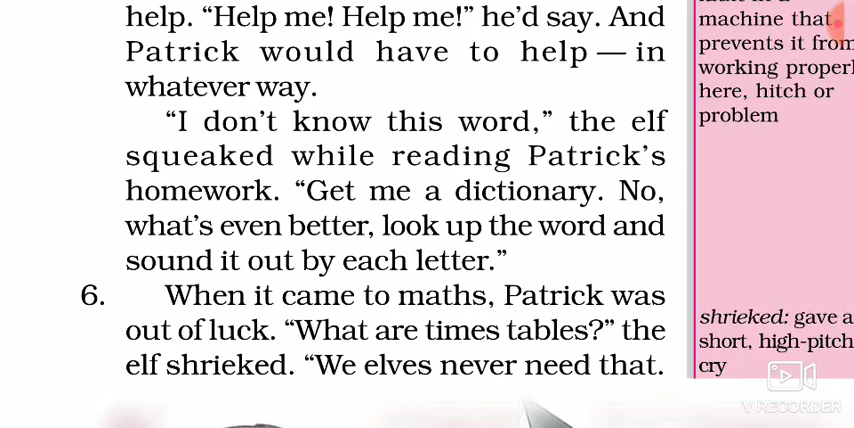 help. “Help me! Help me!” he’d say. And
Patrick would have to help — in
whatever way.
“I don’t know this word,” the elf
squeaked while reading Patrick’s
homework. “Get me a dictionary. No,
what’s even better, look up the word and
sound it out by each letter.”
6. When it came to maths, Patrick was
out of luck. “What are times tables?” the
elf shrieked. “We elves never need that.
machine that
prevents it from
working properl
here, hitch or
problem
shrieked: gave a
short, high-pitch
cry
V RECORDER